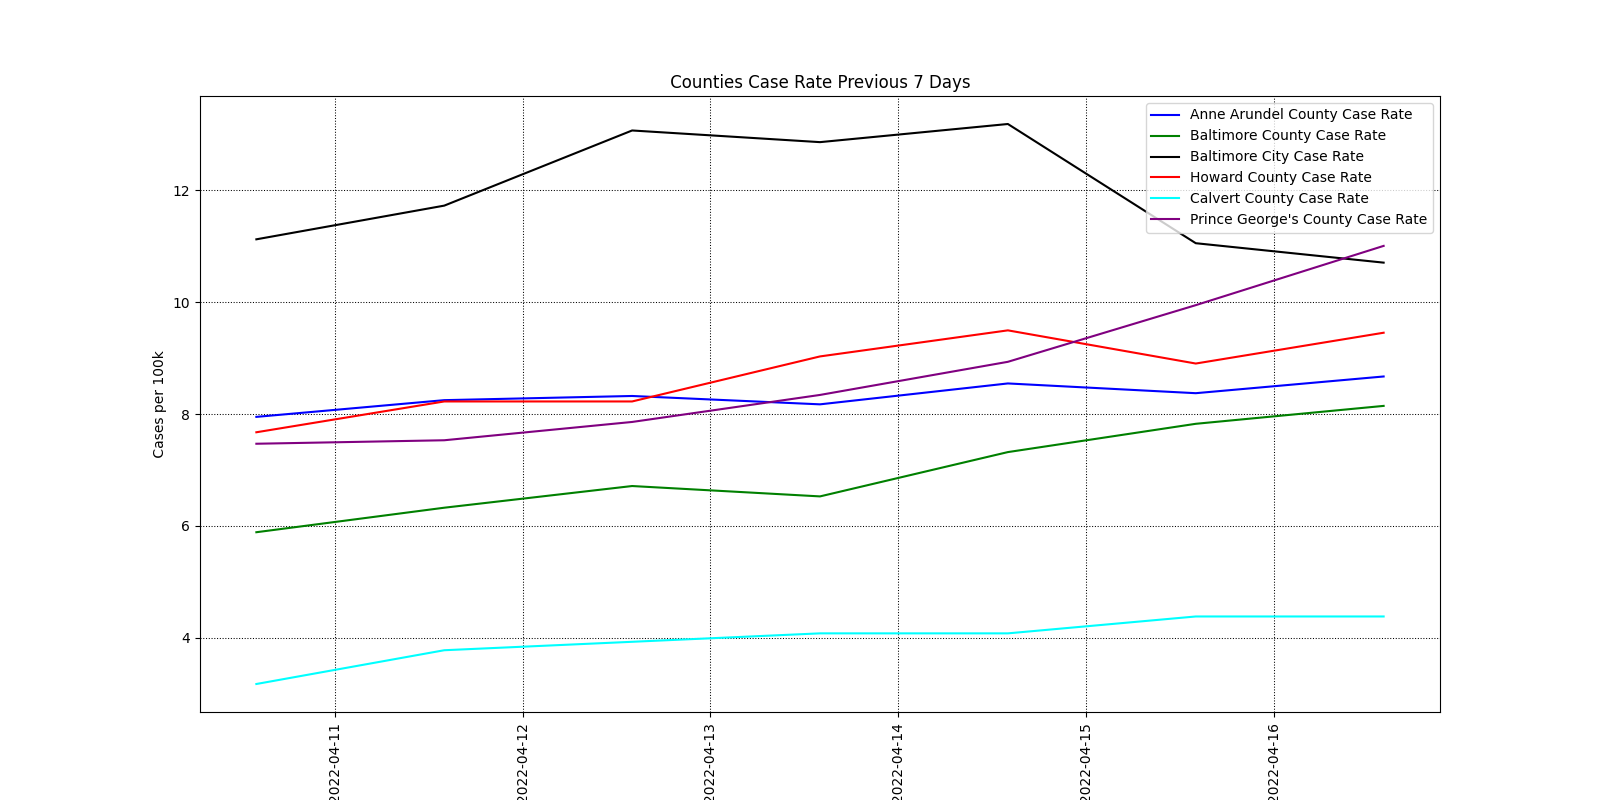 Counties Case Rate Previous 7 Days
Anne Arundel County Case Rate
Baltimore County Case Rate
Baltimore City Case Rate
Howard County Case Rate
Calvert County Case Rate
Prince George's County Case Rate
Cases per 100k
12
10
8
6
4
2022-04-11
2022-04-12
2022-04-13
2022-04-14
2022-04-15
2022-04-16